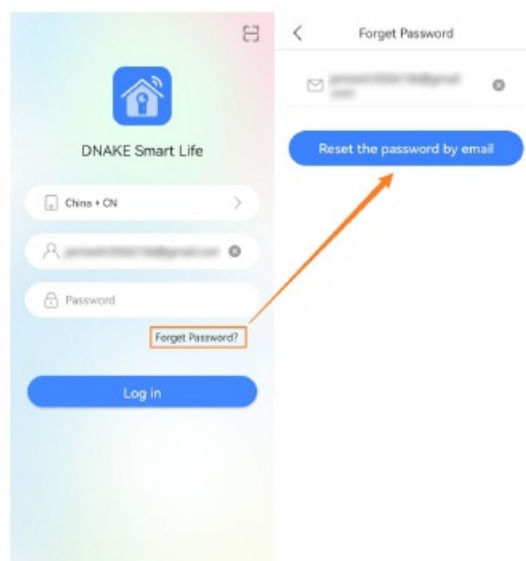 DNAKE Smart Life
China + CN
Password
Forget Password?
Log in
Forget Password
Reset the password by email